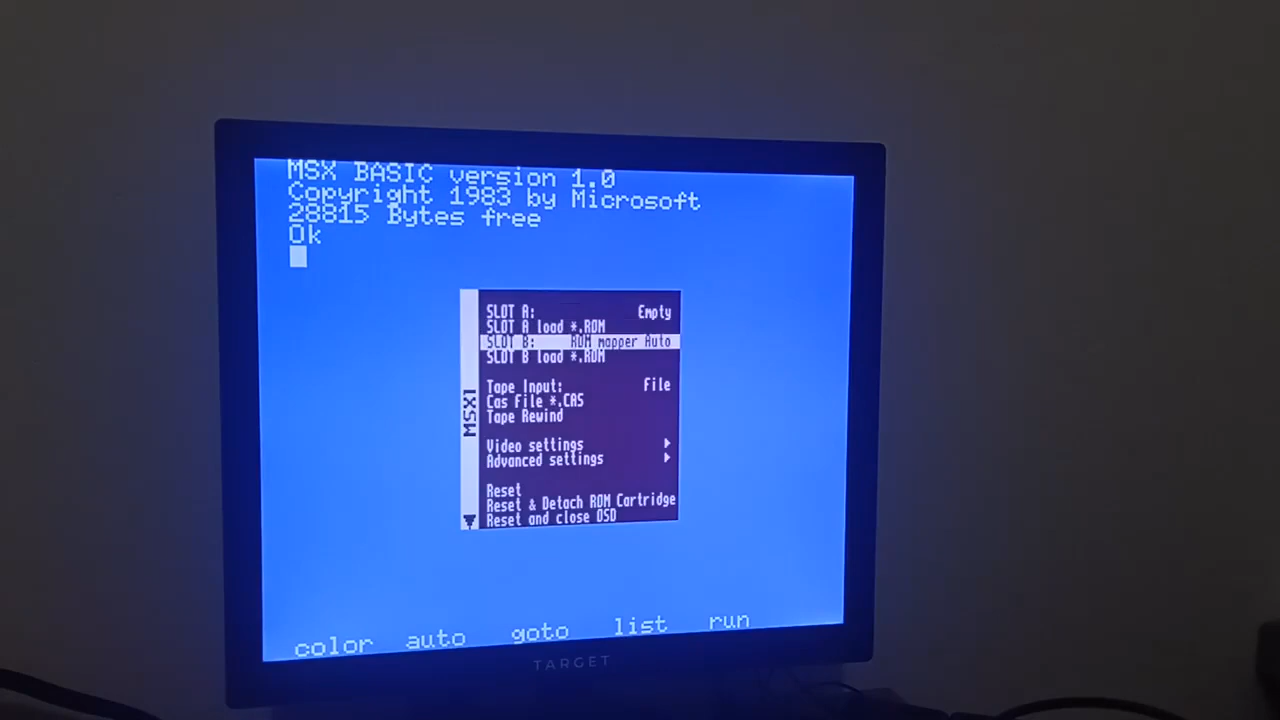 MSX BASIC version 1.0
Copyright 1983 by Microsoft
28815 Bytes free
Ok
MSX1
SLOT A: Empty
SLOT A load *.ROM
SLOT B: ROM mapper Auto
SLOT B load *.ROM
Tape Input: File
Cas File *.CAS
Tape Rewind
Video settings
Advanced settings
Reset
Reset & Detach ROM Cartridge
Reset and close OSD
color auto goto list run
TARGET